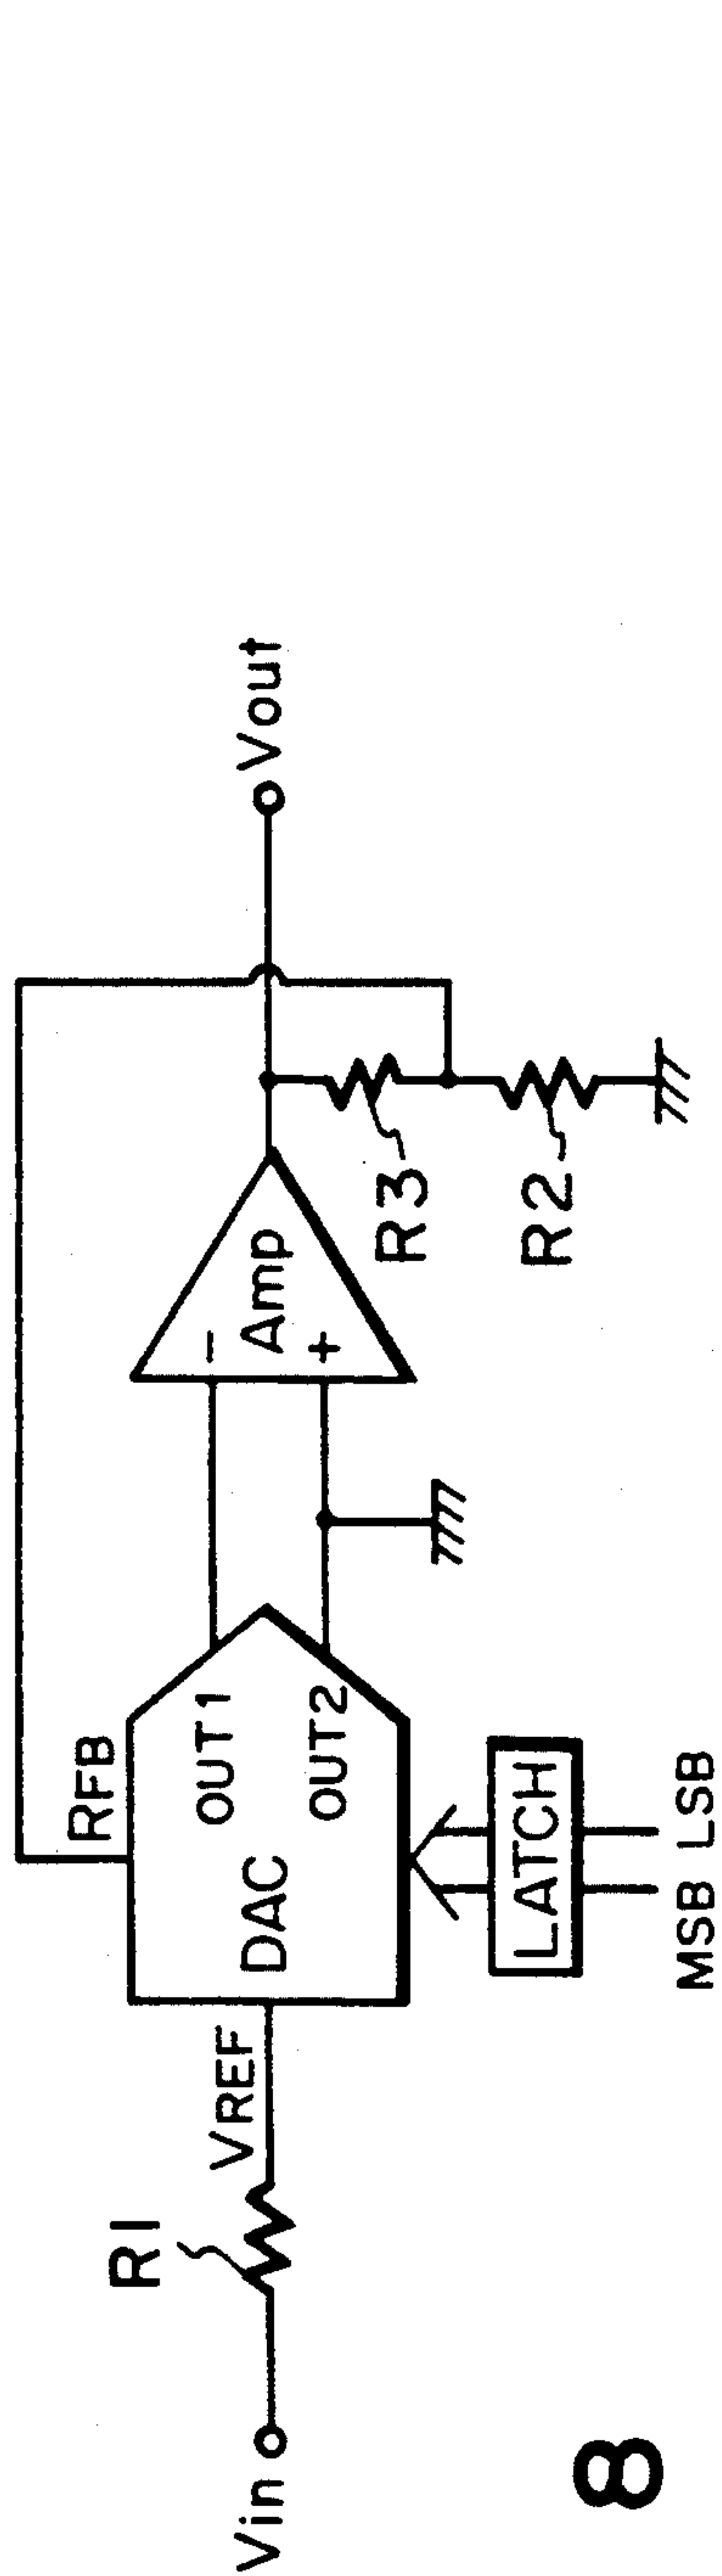 Vin
R1
VREF
DAC
RFB
OUT1
OUT2
LATCH
MSB LSB
-
Amp
+
R3
R2
Vout
8